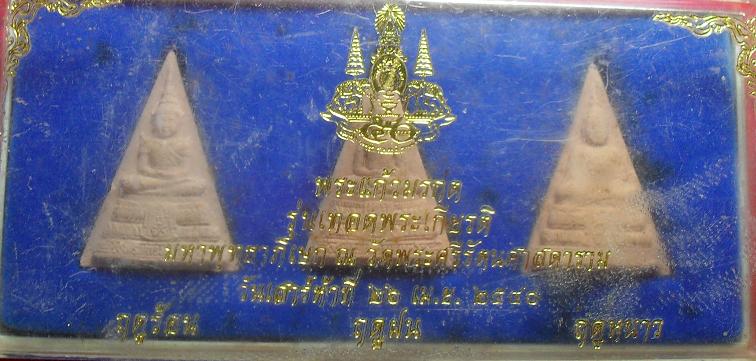 พระแก้วมรกต
รุ่นเทอดพระเกียรติ
มหาพุทธาภิเษก ณ วัดพระศรีรัตนศาสดาราม
วันเสาร์ห้าที่ ๒๖ เม.ย. ๒๕๔๐
ฤดูร้อน ฤดูฝน ฤดูหนาว